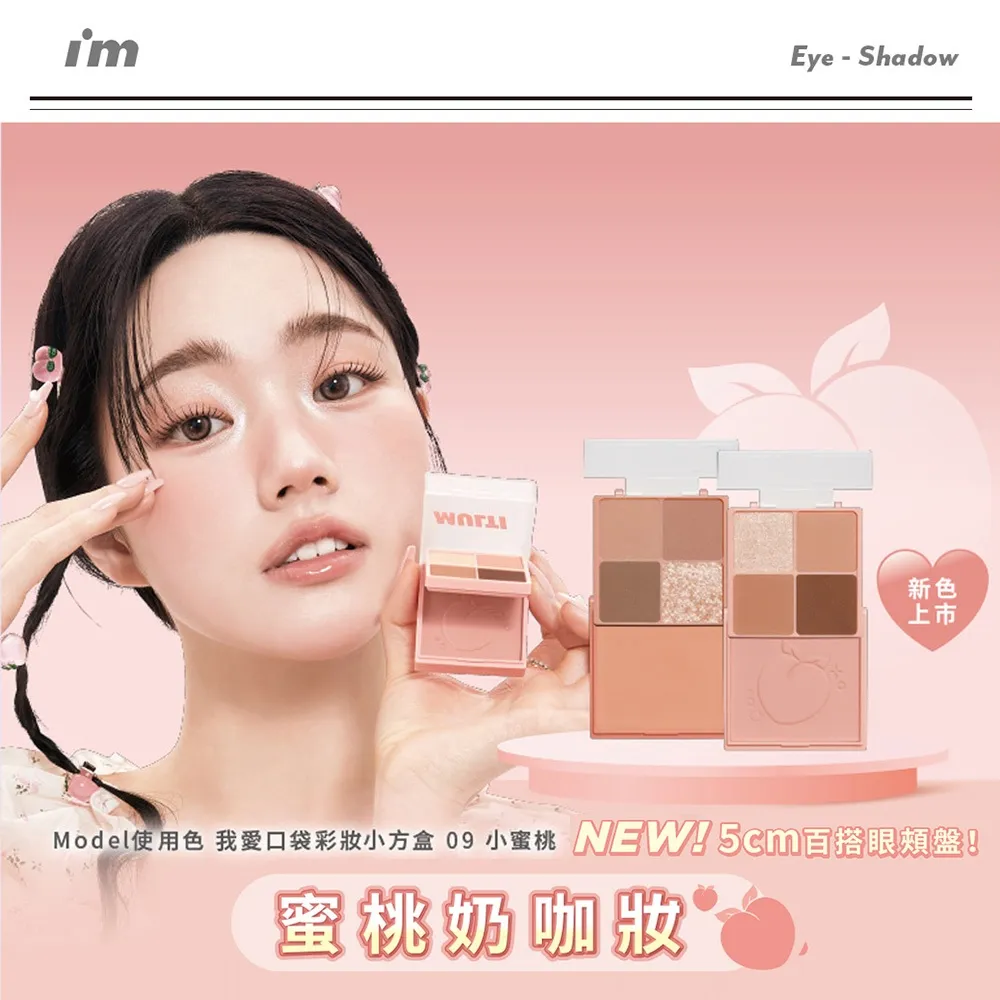 i'm
Eye - Shadow
MULTI
新色
上市
Model使用色 我愛口袋彩妝小方盒 09 小蜜桃
NEW! 5cm百搭眼頰盤!
蜜桃奶咖妝